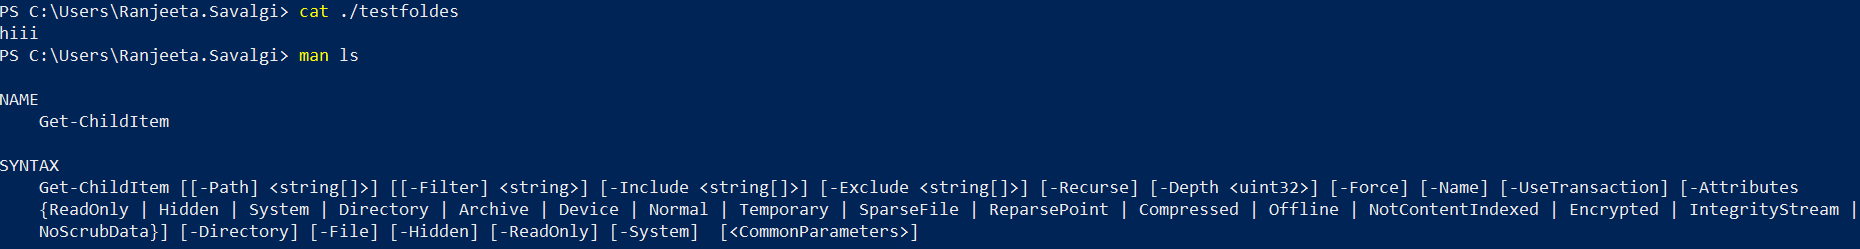 PS C:\Users\Ranjeeta.Savalgi> cat ./testfoldes
hiii
PS C:\Users\Ranjeeta.Savalgi> man ls
NAME
Get-ChildItem
SYNTAX
Get-ChildItem [[-Path] <string[]>] [[-Filter] <string>] [-Include <string[]>] [-Exclude <string[]>] [-Recurse] [-Depth <uint32>] [-Force] [-Name] [-UseTransaction] [-Attributes
{ReadOnly | Hidden | System | Directory | Archive | Device | Normal | Temporary | SparseFile | ReparsePoint | Compressed | Offline | NotContentIndexed | Encrypted | IntegrityStream |
NoScrubData}] [-Directory] [-File] [-Hidden] [-ReadOnly] [-System]  [<CommonParameters>]